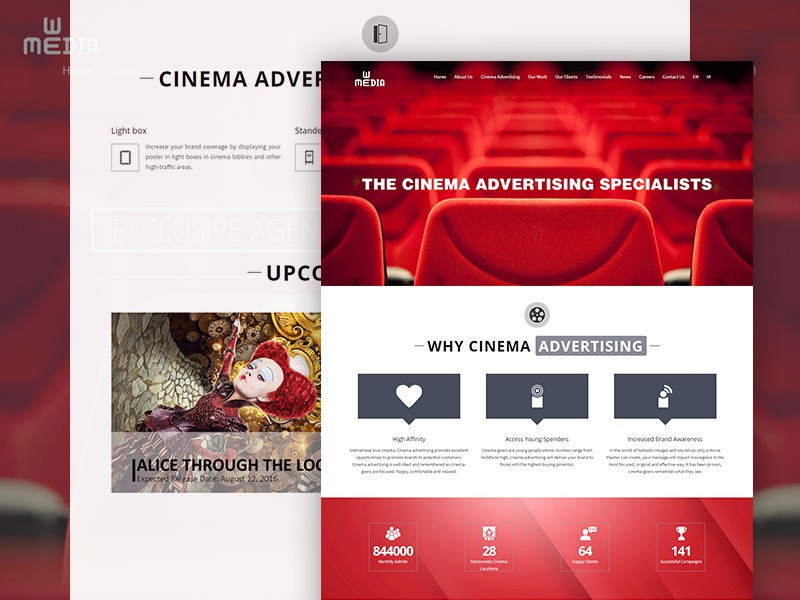 W
MEDIA
CINEMA ADVER
Light box
Increase your brand coverage by displaying your
poster in light boxes in cinema lobbies and other
high-traffic areas.
Stande
EXCLUSIVE AGEN
UPCO
ALICE THROUGH THE LOO
Expected Release Date: August 12, 2016
W
MEDIA
Home About Us Cinema Advertising Our Work Our Clients Testimonials News Careers Contact Us EN VI
THE CINEMA ADVERTISING SPECIALISTS
WHY CINEMA ADVERTISING
High Affinity
Vietnamese love cinema. Cinema advertising provides excellent
opportunities to promote brands to potential customers.
Cinema advertising is well-liked and remembered as cinema-
goers are focused, happy, comfortable and relaxed.
Access Young Spenders
Cinema-goers are young people whose incomes range from
middle to high, cinema advertising will deliver your brand to
those with the highest buying potential.
Increased Brand Awareness
In the world of fantastic images and sounds as only a movie
theater can create, your message will impact moviegoers in the
most focused, original and effective way. It has been proven,
cinema-goers remember what they see.
844000
Monthly Admits
28
Nationwide Cinema
Locations
64
Happy Clients
141
Successful Campaigns